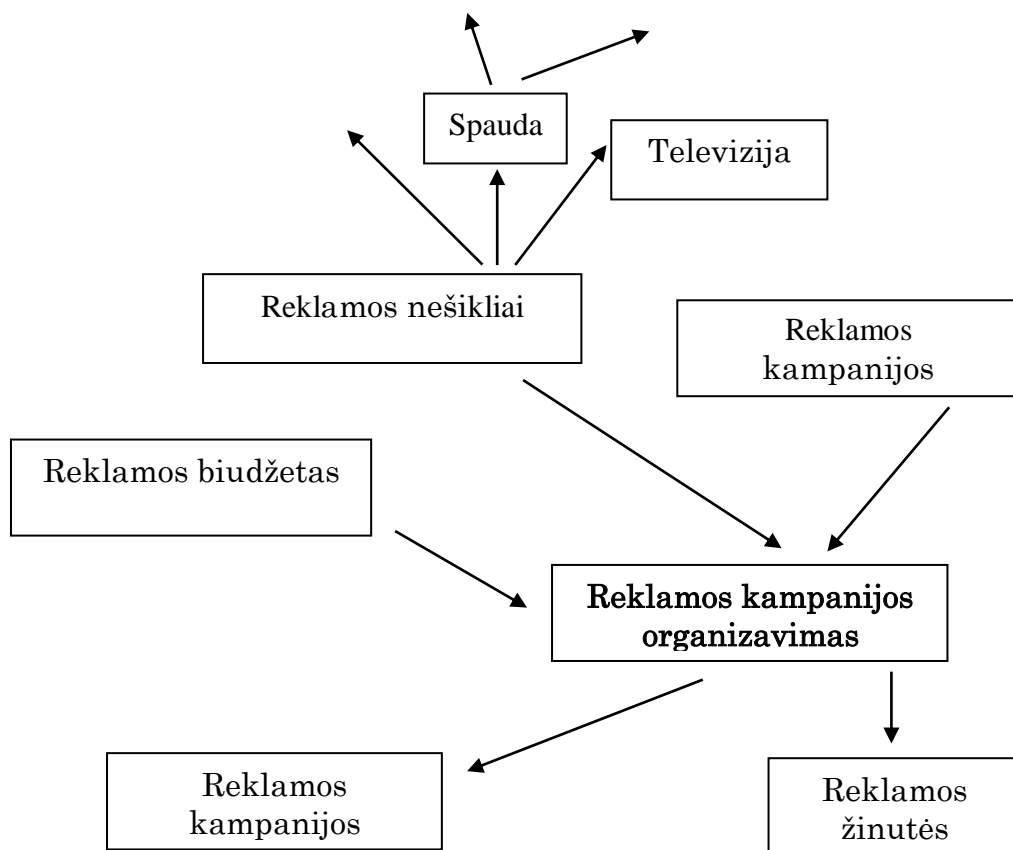 Spauda
Televizija
Reklamos nešikliai
Reklamos
kampanijos
Reklamos biudžetas
Reklamos kampanijos
organizavimas
Reklamos
kampanijos
Reklamos
žinutės